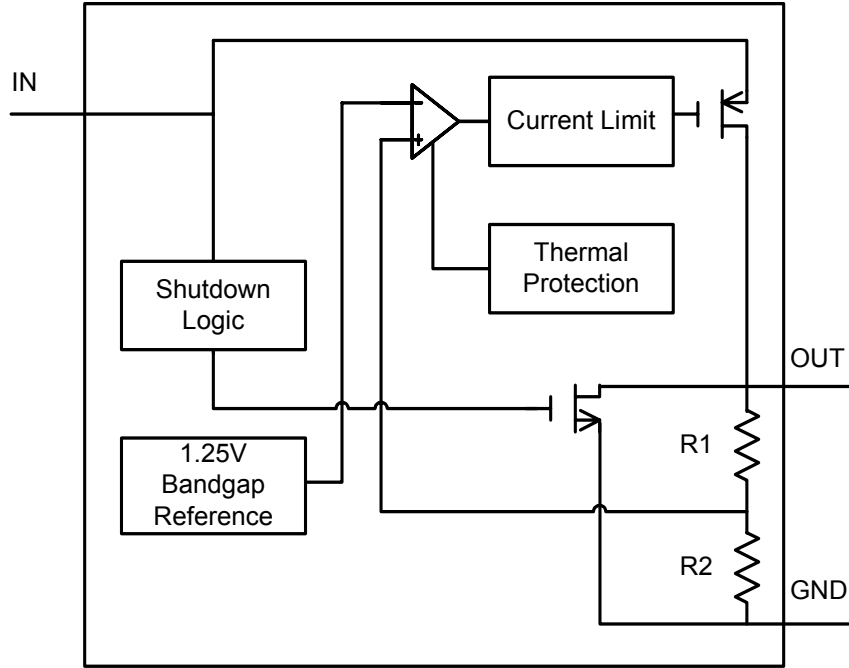 IN
−
+
Current Limit
Thermal
Protection
Shutdown
Logic
OUT
1.25V
Bandgap
Reference
R1
R2
GND